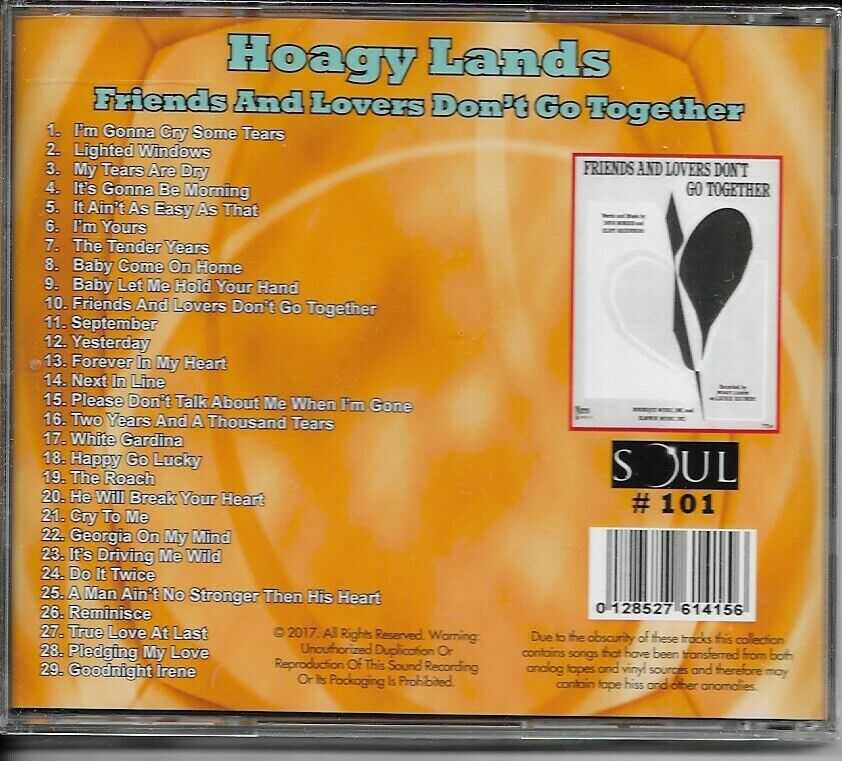 Hoagy Lands
Friends And Lovers Don't Go Together
1. I'm Gonna Cry Some Tears
2. Lighted Windows
3. My Tears Are Dry
4. It's Gonna Be Morning
5. It Ain't As Easy As That
6. I'm Yours
7. The Tender Years
8. Baby Come On Home
9. Baby Let Me Hold Your Hand
10. Friends And Lovers Don't Go Together
11. September
12. Yesterday
13. Forever In My Heart
14. Next In Line
15. Please Don't Talk About Me When I'm Gone
16. Two Years And A Thousand Tears
17. White Gardina
18. Happy Go Lucky
19. The Roach
20. He Will Break Your Heart
21. Cry To Me
22. Georgia On My Mind
23. It's Driving Me Wild
24. Do It Twice
25. A Man Ain't No Stronger Then His Heart
26. Reminisce
27. True Love At Last
28. Pledging My Love
29. Goodnight Irene
FRIENDS AND LOVERS DON'T
GO TOGETHER
Words and Music by
Recorded by
SOUL
# 101
0 128527 614156
© 2017. All Rights Reserved. Warning:
Unouthorized Duplication Or
Reproduction Of This Sound Recording
Or Its Packaging Is Prohibited.
Due to the obscurity of these tracks this collection
contains songs that have been transferred from both
analog tapes and vinyl sources and therefore may
contain tape hiss and other anomalies.